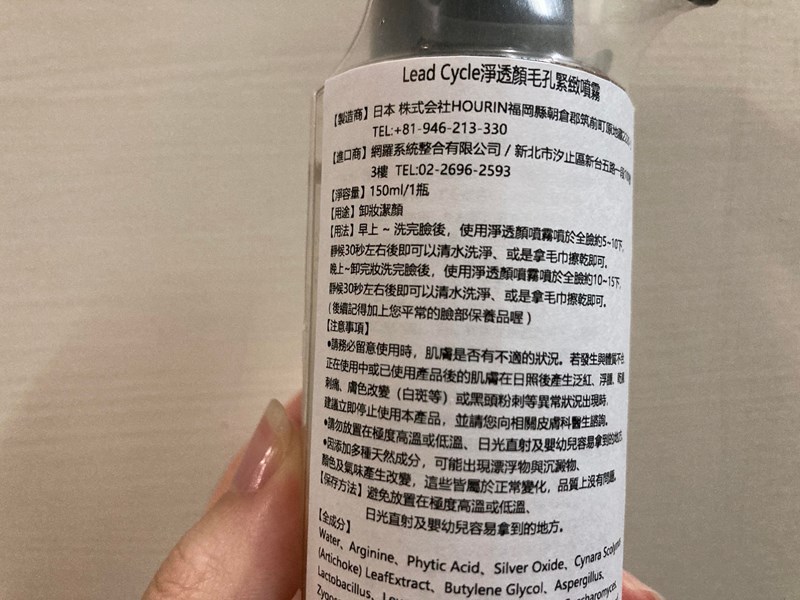 Lead Cycle淨透顏毛孔緊緻噴霧
【製造商】日本 株式会社HOURIN福岡縣朝倉郡筑前町原地蔵
TEL:+81-946-213-330
【進口商】網羅系統整合有限公司 / 新北市汐止區新台五路一段
3樓 TEL:02-2696-2593
【淨容量】150ml/1瓶
【用途】卸妝潔顏
【用法】早上 ~ 洗完臉後，使用淨透顏噴霧噴於全臉約5~10下，
靜候30秒左右後即可以清水洗淨、或是拿毛巾擦乾即可。
晚上~卸完妝洗完臉後，使用淨透顏噴霧噴於全臉約10~15下，
靜候30秒左右後即可以清水洗淨、或是拿毛巾擦乾即可。
（後續記得加上您平常的臉部保養品喔）
【注意事項】
•請務必留意使用時，肌膚是否有不適的狀況。若發生與體質不合
正在使用中或已使用產品後的肌膚在日照後產生泛紅、浮腫、
刺痛、膚色改變（白斑等）或黑頭粉刺等異常狀況出現時，
建議立即停止使用本產品，並請您向相關皮膚科醫生諮詢。
•請勿放置在極度高溫或低溫、日光直射及嬰幼兒容易拿到的地方。
•因添加多種天然成分，可能出現漂浮物與沉澱物、
顏色及氣味產生改變，這些皆屬於正常變化，品質上沒有問題。
【保存方法】避免放置在極度高溫或低溫、
日光直射及嬰幼兒容易拿到的地方。
【全成分】
Water、Arginine、Phytic Acid、Silver Oxide、Cynara
(Artichoke) LeafExtract、Butylene Glycol、Aspergillus、
Lactobacillus、